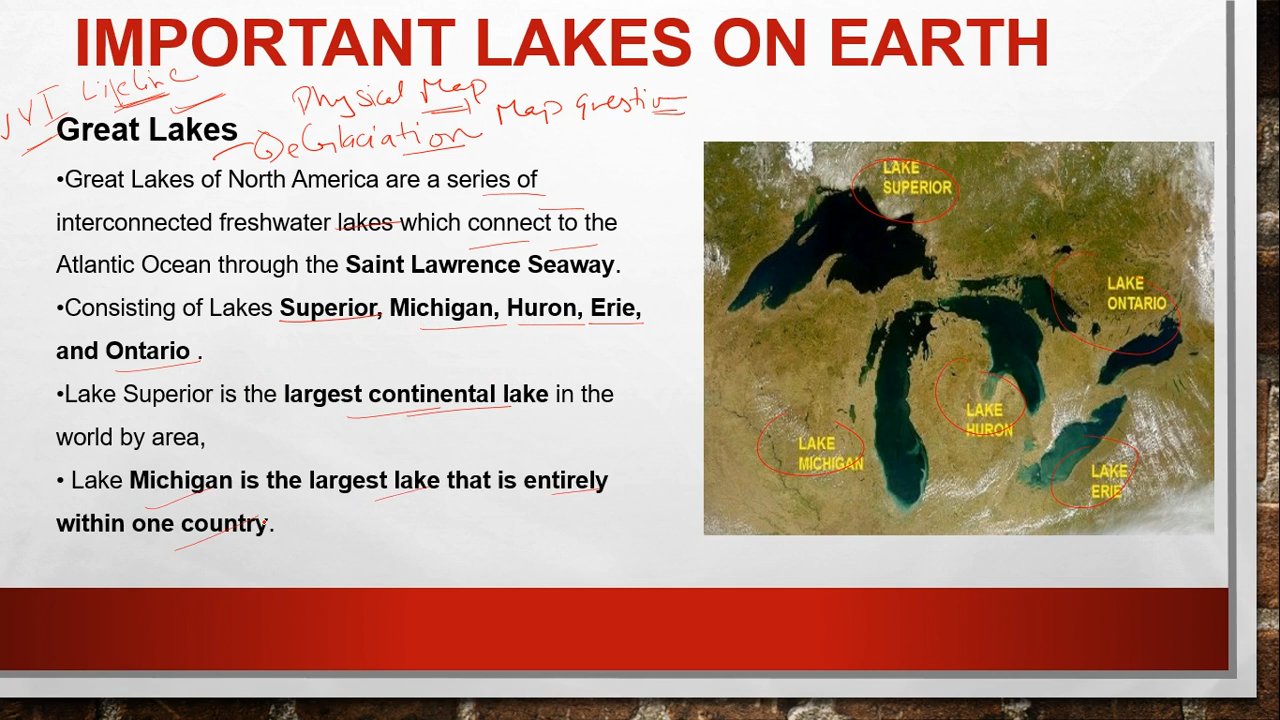 IMPORTANT LAKES ON EARTH
VVI Lifeline
Physical Map
Map Question
DeGlaciation
Great Lakes
•Great Lakes of North America are a series of
interconnected freshwater lakes which connect to the
Atlantic Ocean through the Saint Lawrence Seaway.
•Consisting of Lakes Superior, Michigan, Huron, Erie,
and Ontario .
•Lake Superior is the largest continental lake in the
world by area,
• Lake Michigan is the largest lake that is entirely
within one country.
LAKE
SUPERIOR
LAKE
ONTARIO
LAKE
HURON
LAKE
MICHIGAN
LAKE
ERIE